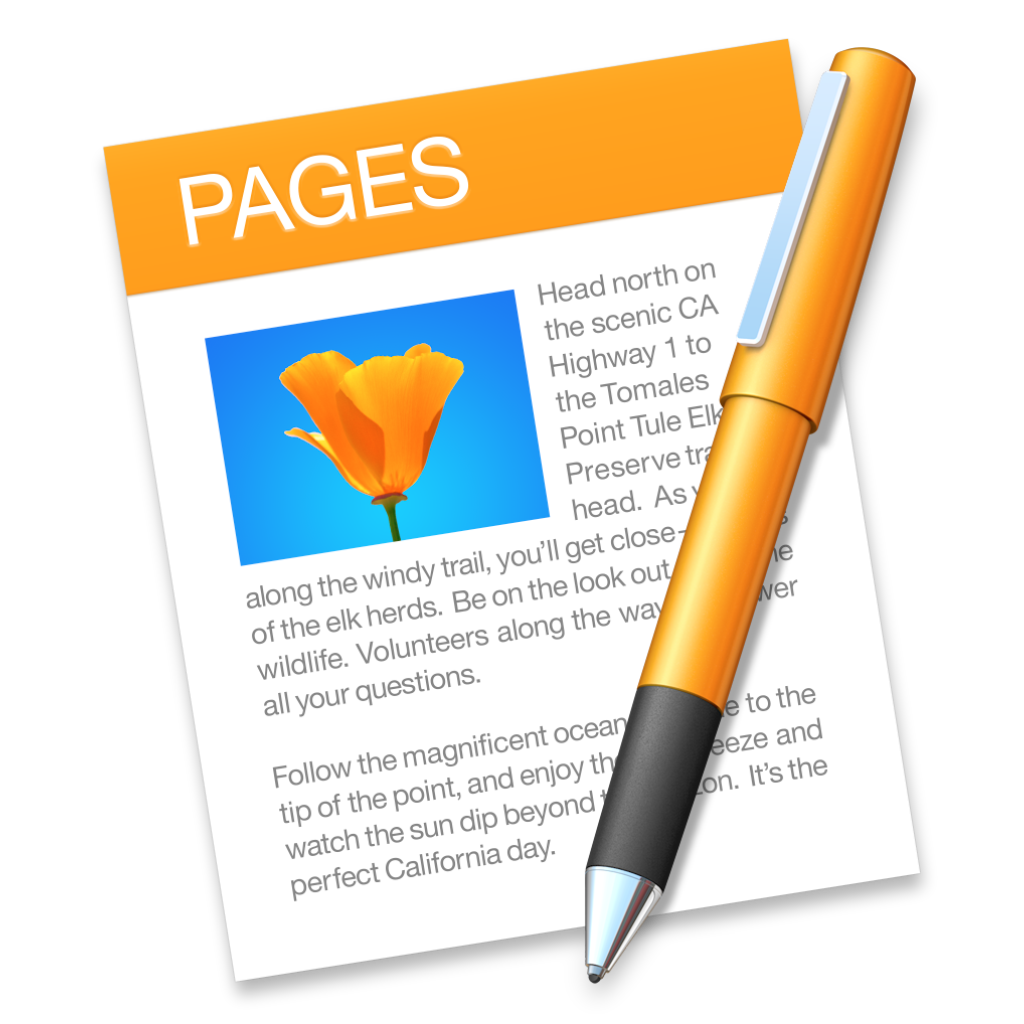 PAGES
Head north on
the scenic CA
Highway 1 to
the Tomales
Point Tule Elk
Preserve
head. As
along the windy trail, you'll get close-
of the elk herds. Be on the look out
wildlife. Volunteers along the way
all your questions.
Follow the magnificent ocean to the
tip of the point, and enjoy and
watch the sun dip beyond It's the
perfect California day.